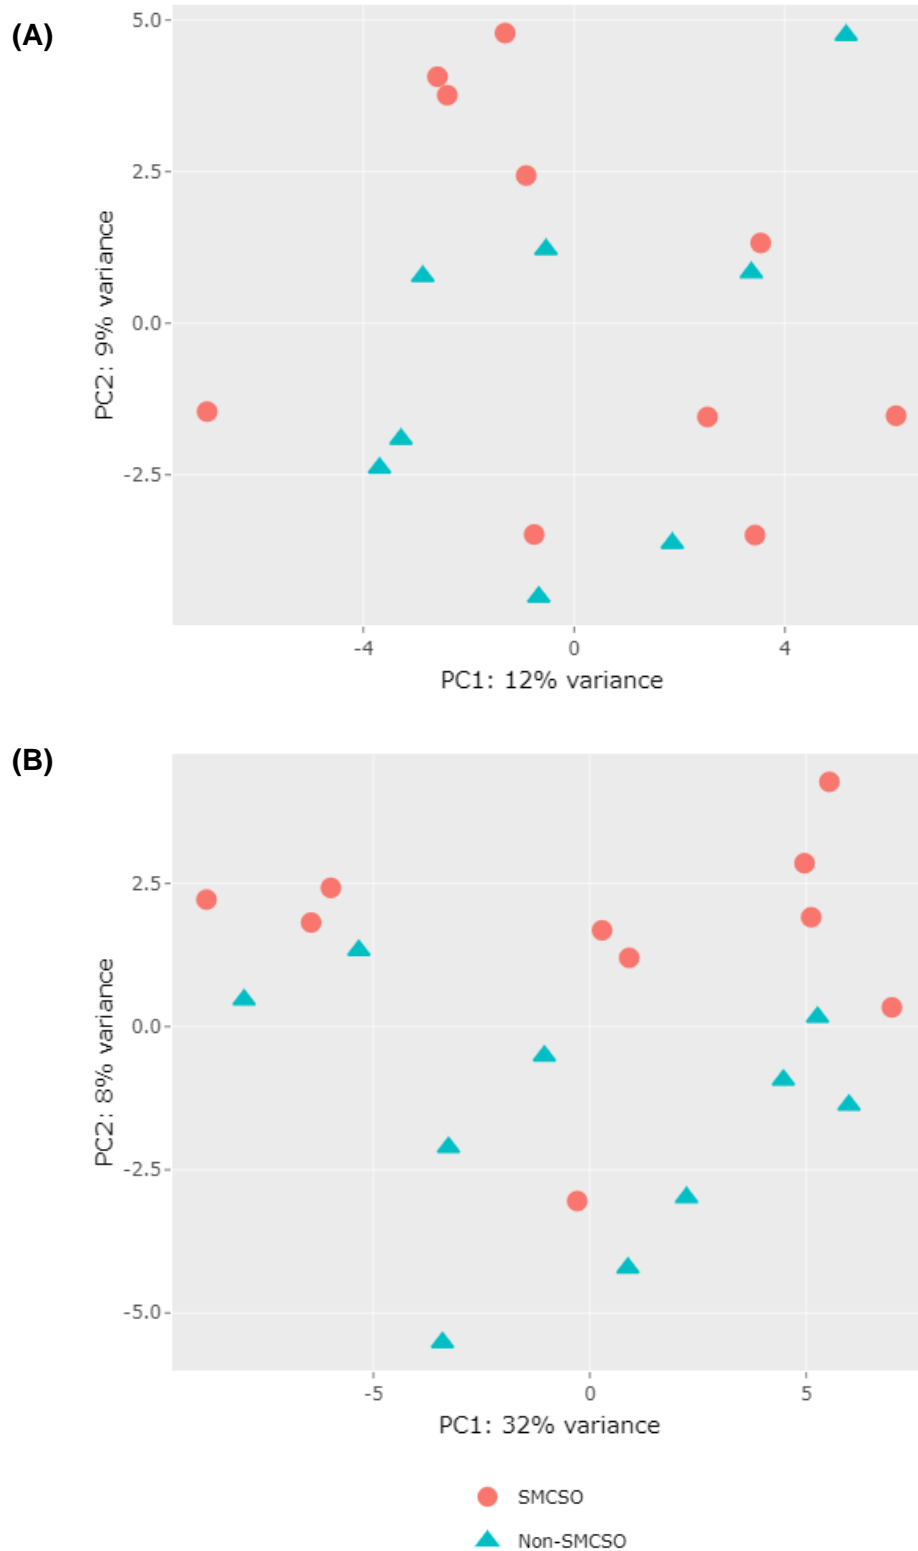 (A)
5.0
2.5
0.0
-2.5
PC2: 9% variance
-4 0 4
PC1: 12% variance
(B)
2.5
0.0
-2.5
-5.0
PC2: 8% variance
-5 0 5
PC1: 32% variance
SMCSO
Non-SMCSO